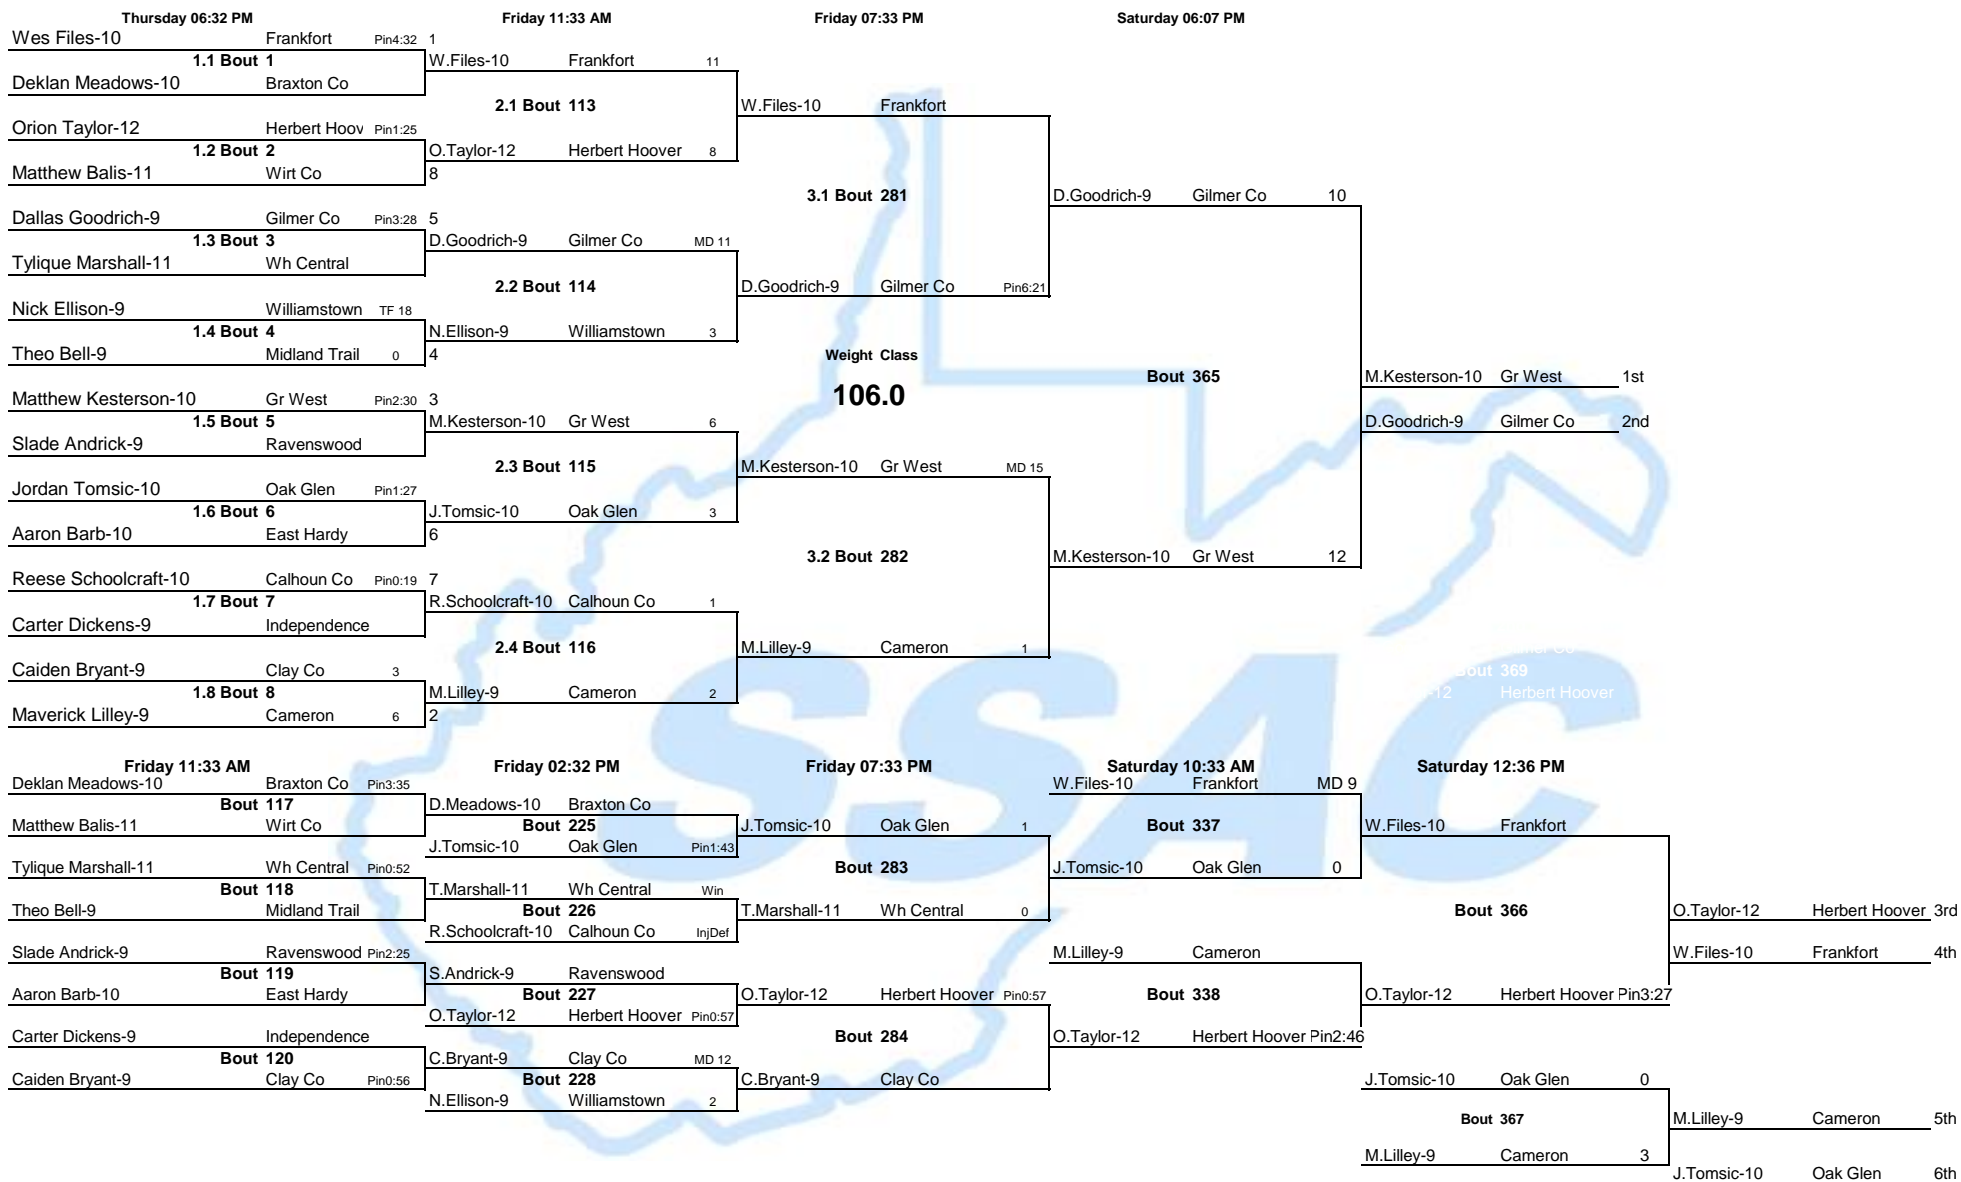 Thursday 06:32 PM Friday 11:33 AM Friday 07:33 PM Saturday 06:07 PM
Wes Files-10 Frankfort Pin4:32 1
1.1 Bout 1 W.Files-10 Frankfort 11
Deklan Meadows-10 Braxton Co
2.1 Bout 113 W.Files-10 Frankfort
Orion Taylor-12 Herbert Hoov Pin1:25
1.2 Bout 2 O.Taylor-12 Herbert Hoover 8
Matthew Balis-11 Wirt Co 8
3.1 Bout 281 D.Goodrich-9 Gilmer Co 10
Dallas Goodrich-9 Gilmer Co Pin3:28 5
1.3 Bout 3 D.Goodrich-9 Gilmer Co MD 11
Tylique Marshall-11 Wh Central
2.2 Bout 114 D.Goodrich-9 Gilmer Co Pin6:21
Nick Ellison-9 Williamstown TF 18
1.4 Bout 4 N.Ellison-9 Williamstown 3
Theo Bell-9 Midland Trail 0 4 Weight Class
Bout 365 M.Kesterson-10 Gr West 1st
Matthew Kesterson-10 Gr West Pin2:30 3 106.0
1.5 Bout 5 M.Kesterson-10 Gr West 6 D.Goodrich-9 Gilmer Co 2nd
Slade Andrick-9 Ravenswood
2.3 Bout 115 M.Kesterson-10 Gr West MD 15
Jordan Tomsic-10 Oak Glen Pin1:27
1.6 Bout 6 J.Tomsic-10 Oak Glen 3
Aaron Barb-10 East Hardy 6
3.2 Bout 282 M.Kesterson-10 Gr West 12
Reese Schoolcraft-10 Calhoun Co Pin0:19 7
1.7 Bout 7 R.Schoolcraft-10 Calhoun Co 1
Carter Dickens-9 Independence
2.4 Bout 116 M.Lilley-9 Cameron 1
Caiden Bryant-9 Clay Co 3 Bout 369
1.8 Bout 8 M.Lilley-9 Cameron 2 -12 Herbert Hoover
Maverick Lilley-9 Cameron 6 2
SSAC
Friday 11:33 AM Friday 02:32 PM Friday 07:33 PM Saturday 10:33 AM Saturday 12:36 PM
Deklan Meadows-10 Braxton Co Pin3:35 W.Files-10 Frankfort MD 9
Bout 117 D.Meadows-10 Braxton Co
Matthew Balis-11 Wirt Co Bout 225 J.Tomsic-10 Oak Glen 1 Bout 337 W.Files-10 Frankfort
J.Tomsic-10 Oak Glen Pin1:43
Tylique Marshall-11 Wh Central Pin0:52 Bout 283 J.Tomsic-10 Oak Glen 0
Bout 118 T.Marshall-11 Wh Central Win
Theo Bell-9 Midland Trail Bout 226 T.Marshall-11 Wh Central 0 Bout 366 O.Taylor-12 Herbert Hoover 3rd
R.Schoolcraft-10 Calhoun Co InjDef
Slade Andrick-9 Ravenswood Pin2:25 M.Lilley-9 Cameron W.Files-10 Frankfort 4th
Bout 119 S.Andrick-9 Ravenswood
Aaron Barb-10 East Hardy Bout 227 O.Taylor-12 Herbert Hoover Pin0:57 Bout 338 O.Taylor-12 Herbert Hoover Pin3:27
O.Taylor-12 Herbert Hoover Pin0:57
Carter Dickens-9 Independence Bout 284 O.Taylor-12 Herbert Hoover Pin2:46
Bout 120 C.Bryant-9 Clay Co MD 12
Caiden Bryant-9 Clay Co Pin0:56 Bout 228 C.Bryant-9 Clay Co J.Tomsic-10 Oak Glen 0
N.Ellison-9 Williamstown 2
Bout 367 M.Lilley-9 Cameron 5th
M.Lilley-9 Cameron 3
J.Tomsic-10 Oak Glen 6th